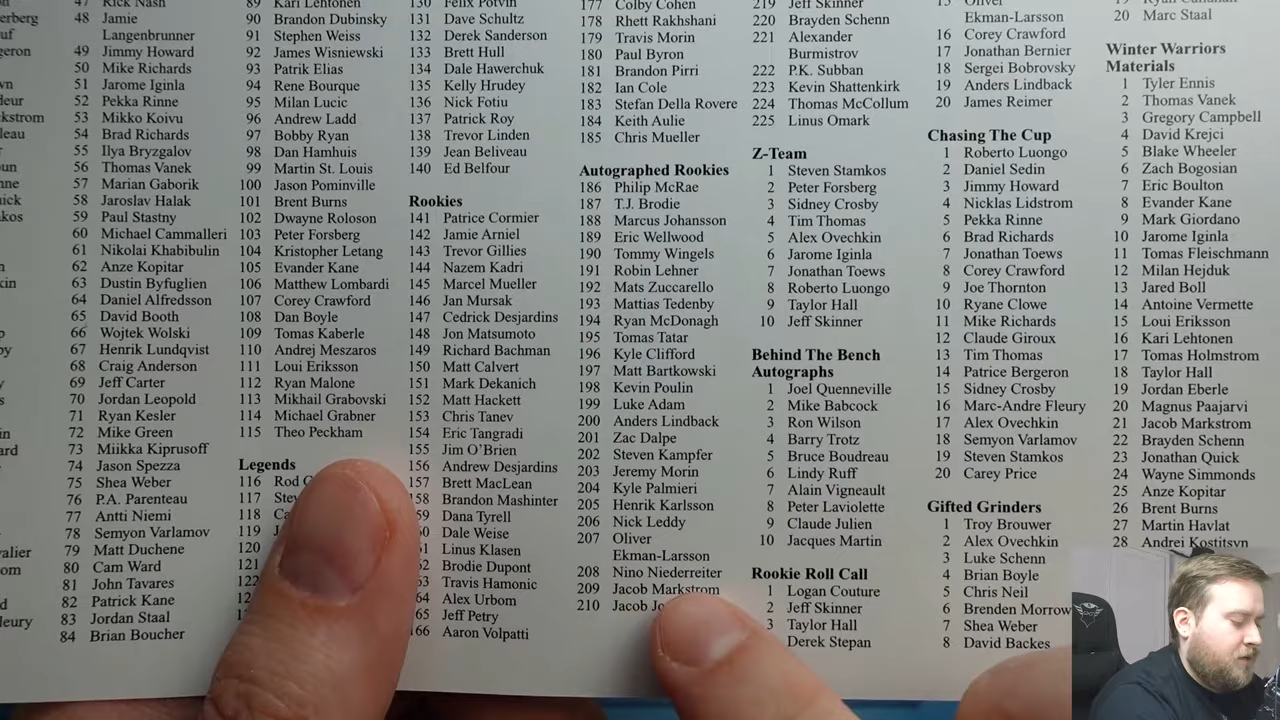 47 Rick Nash
48 Jamie
Langenbrunner
49 Jimmy Howard
50 Mike Richards
51 Jarome Iginla
52 Pekka Rinne
53 Mikko Koivu
54 Brad Richards
55 Ilya Bryzgalov
56 Thomas Vanek
57 Marian Gaborik
58 Jaroslav Halak
59 Paul Stastny
60 Michael Cammalleri
61 Nikolai Khabibulin
62 Anze Kopitar
63 Dustin Byfuglien
64 Daniel Alfredsson
65 David Booth
66 Wojtek Wolski
67 Henrik Lundqvist
68 Craig Anderson
69 Jeff Carter
70 Jordan Leopold
71 Ryan Kesler
72 Mike Green
73 Miikka Kiprusoff
74 Jason Spezza
75 Shea Weber
76 P.A. Parenteau
77 Antti Niemi
78 Semyon Varlamov
79 Matt Duchene
80 Cam Ward
81 John Tavares
82 Patrick Kane
83 Jordan Staal
84 Brian Boucher
89 Kari Lehtonen
90 Brandon Dubinsky
91 Stephen Weiss
92 James Wisniewski
93 Patrik Elias
94 Rene Bourque
95 Milan Lucic
96 Andrew Ladd
97 Bobby Ryan
98 Dan Hamhuis
99 Martin St. Louis
100 Jason Pominville
101 Brent Burns
102 Dwayne Roloson
103 Peter Forsberg
104 Kristopher Letang
105 Evander Kane
106 Matthew Lombardi
107 Corey Crawford
108 Dan Boyle
109 Tomas Kaberle
110 Andrej Meszaros
111 Loui Eriksson
112 Ryan Malone
113 Mikhail Grabovski
114 Michael Grabner
115 Theo Peckham
Legends
116 Rod
117
118
119
120
121
122
130 Felix Potvin
131 Dave Schultz
132 Derek Sanderson
133 Brett Hull
134 Dale Hawerchuk
135 Kelly Hrudey
136 Nick Fotiu
137 Patrick Roy
138 Trevor Linden
139 Jean Beliveau
140 Ed Belfour
Rookies
141 Patrice Cormier
142 Jamie Arniel
143 Trevor Gillies
144 Nazem Kadri
145 Marcel Mueller
146 Jan Mursak
147 Cedrick Desjardins
148 Jon Matsumoto
149 Richard Bachman
150 Matt Calvert
151 Mark Dekanich
152 Matt Hackett
153 Chris Tanev
154 Eric Tangradi
155 Jim O'Brien
156 Andrew Desjardins
157 Brett MacLean
158 Brandon Mashinter
59 Dana Tyrell
60 Dale Weise
61 Linus Klasen
62 Brodie Dupont
63 Travis Hamonic
64 Alex Urbom
65 Jeff Petry
166 Aaron Volpatti
177 Colby Cohen
178 Rhett Rakhshani
179 Travis Morin
180 Paul Byron
181 Brandon Pirri
182 Ian Cole
183 Stefan Della Rovere
184 Keith Aulie
185 Chris Mueller
Autographed Rookies
186 Philip McRae
187 T.J. Brodie
188 Marcus Johansson
189 Eric Wellwood
190 Tommy Wingels
191 Robin Lehner
192 Mats Zuccarello
193 Mattias Tedenby
194 Ryan McDonagh
195 Tomas Tatar
196 Kyle Clifford
197 Matt Bartkowski
198 Kevin Poulin
199 Luke Adam
200 Anders Lindback
201 Zac Dalpe
202 Steven Kampfer
203 Jeremy Morin
204 Kyle Palmieri
205 Henrik Karlsson
206 Nick Leddy
207 Oliver
Ekman-Larsson
208 Nino Niederreiter
209 Jacob Markstrom
210 Jacob
219 Jeff Skinner
220 Brayden Schenn
221 Alexander
Burmistrov
222 P.K. Subban
223 Kevin Shattenkirk
224 Thomas McCollum
225 Linus Omark
Z-Team
1 Steven Stamkos
2 Peter Forsberg
3 Sidney Crosby
4 Tim Thomas
5 Alex Ovechkin
6 Jarome Iginla
7 Jonathan Toews
8 Roberto Luongo
9 Taylor Hall
10 Jeff Skinner
Behind The Bench
Autographs
1 Joel Quenneville
2 Mike Babcock
3 Ron Wilson
4 Barry Trotz
5 Bruce Boudreau
6 Lindy Ruff
7 Alain Vigneault
8 Peter Laviolette
9 Claude Julien
10 Jacques Martin
Rookie Roll Call
1 Logan Couture
2 Jeff Skinner
3 Taylor Hall
Derek Stepan
15 Oliver
Ekman-Larsson
16 Corey Crawford
17 Jonathan Bernier
18 Sergei Bobrovsky
19 Anders Lindback
20 James Reimer
Chasing The Cup
1 Roberto Luongo
2 Daniel Sedin
3 Jimmy Howard
4 Nicklas Lidstrom
5 Pekka Rinne
6 Brad Richards
7 Jonathan Toews
8 Corey Crawford
9 Joe Thornton
10 Ryane Clowe
11 Mike Richards
12 Claude Giroux
13 Tim Thomas
14 Patrice Bergeron
15 Sidney Crosby
16 Marc-Andre Fleury
17 Alex Ovechkin
18 Semyon Varlamov
19 Steven Stamkos
20 Carey Price
Gifted Grinders
1 Troy Brouwer
2 Alex Ovechkin
3 Luke Schenn
4 Brian Boyle
5 Chris Neil
6 Brenden Morrow
7 Shea Weber
8 David Backes
20 Marc Staal
Winter Warriors
Materials
1 Tyler Ennis
2 Thomas Vanek
3 Gregory Campbell
4 David Krejci
5 Blake Wheeler
6 Zach Bogosian
7 Eric Boulton
8 Evander Kane
9 Mark Giordano
10 Jarome Iginla
11 Tomas Fleischmann
12 Milan Hejduk
13 Jared Boll
14 Antoine Vermette
15 Loui Eriksson
16 Kari Lehtonen
17 Tomas Holmstrom
18 Taylor Hall
19 Jordan Eberle
20 Magnus Paajarvi
21 Jacob Markstrom
22 Brayden Schenn
23 Jonathan Quick
24 Wayne Simmonds
25 Anze Kopitar
26 Brent Burns
27 Martin Havlat
28 Andrei Kostitsyn